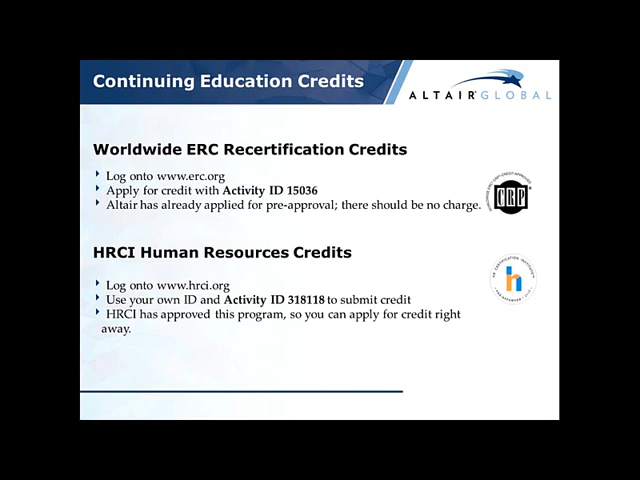 Continuing Education Credits
ALTAIR GLOBAL
Worldwide ERC Recertification Credits
Log onto www.erc.org
Apply for credit with Activity ID 15036
Altair has already applied for pre-approval; there should be no charge.
CRP
HRCI Human Resources Credits
Log onto www.hrci.org
Use your own ID and Activity ID 318118 to submit credit
HRCI has approved this program, so you can apply for credit right
away.